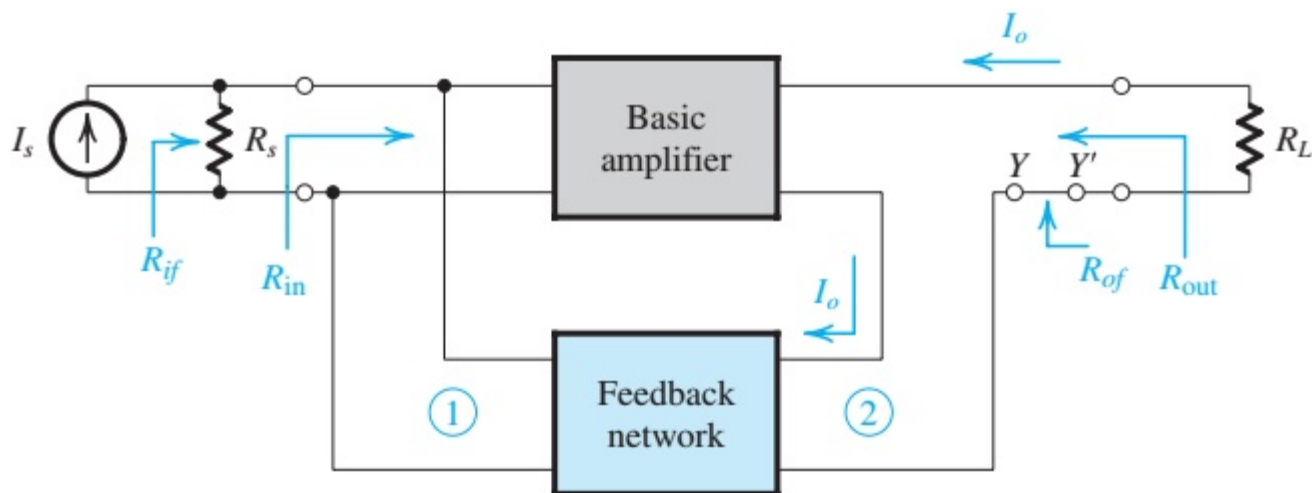 I_o
Basic
amplifier
I_s
R_s
R_L
Y
Y'
R_if
R_in
R_of
R_out
I_o
Feedback
network
1
2